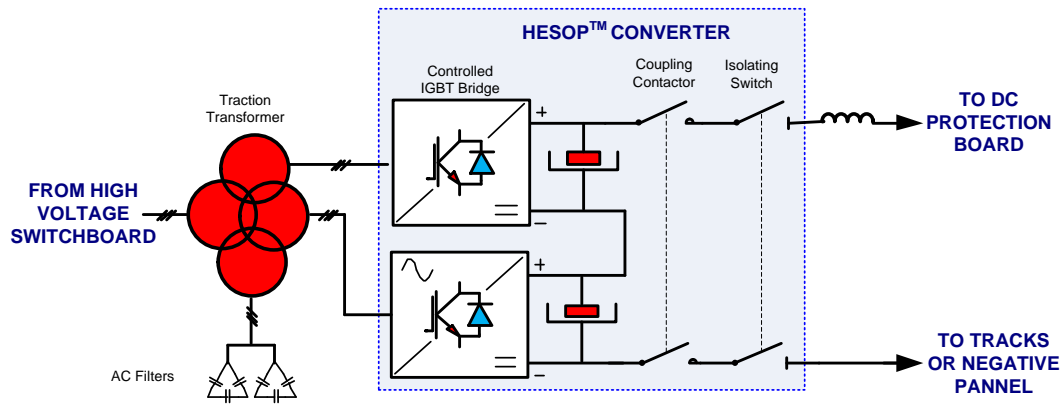 HESOP™ CONVERTER
Controlled
IGBT Bridge
Coupling
Contactor
Isolating
Switch
Traction
Transformer
FROM HIGH
VOLTAGE
SWITCHBOARD
TO DC
PROTECTION
BOARD
+
–
+
–
AC Filters
TO TRACKS
OR NEGATIVE
PANNEL